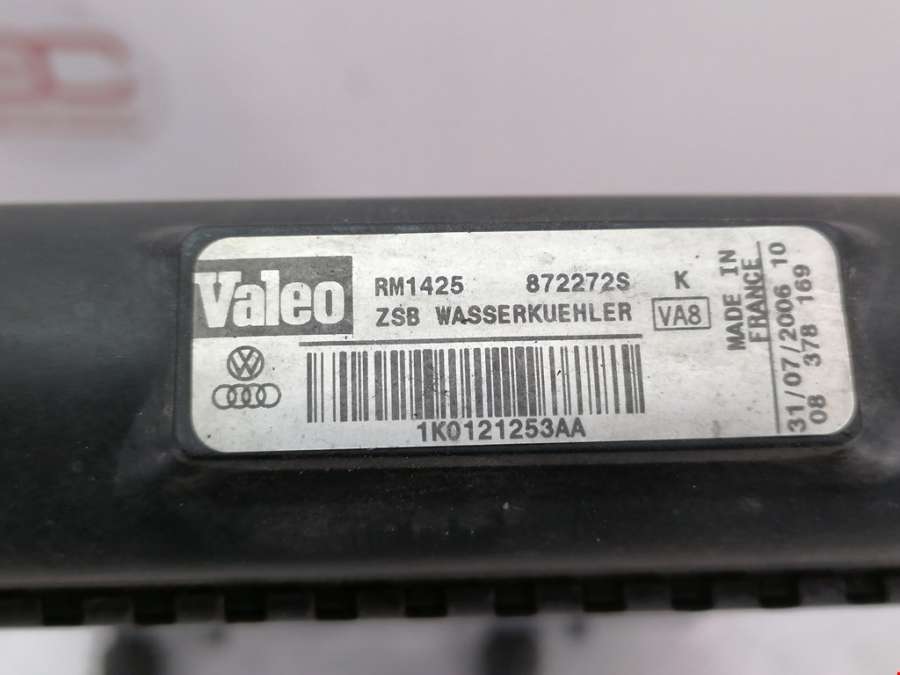 Valeo
RM1425 872272S K
ZSB WASSERKUEHLER VA8
1K0121253AA
MADE IN
FRANCE
31/07/2006 10
08 378 169